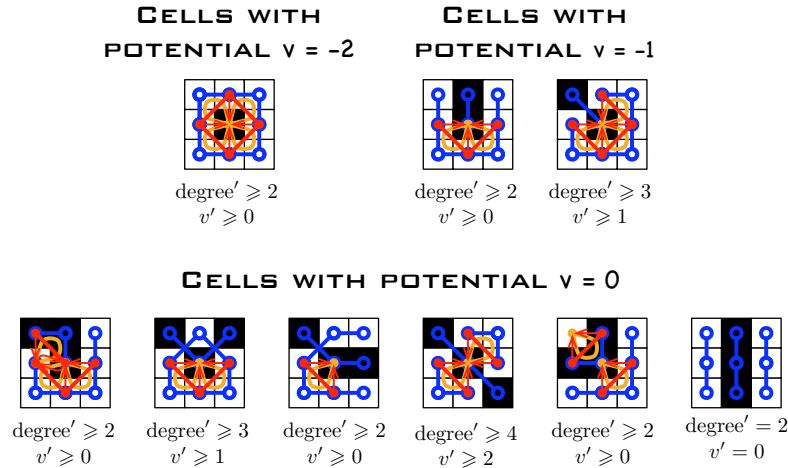 CELLS WITH
POTENTIAL V = -2
CELLS WITH
POTENTIAL V = -1
degree′ ⩾ 2
v′ ⩾ 0
degree′ ⩾ 2
v′ ⩾ 0
degree′ ⩾ 3
v′ ⩾ 1
CELLS WITH POTENTIAL V = 0
degree′ ⩾ 2
v′ ⩾ 0
degree′ ⩾ 3
v′ ⩾ 1
degree′ ⩾ 2
v′ ⩾ 0
degree′ ⩾ 4
v′ ⩾ 2
degree′ ⩾ 2
v′ ⩾ 0
degree′ = 2
v′ = 0